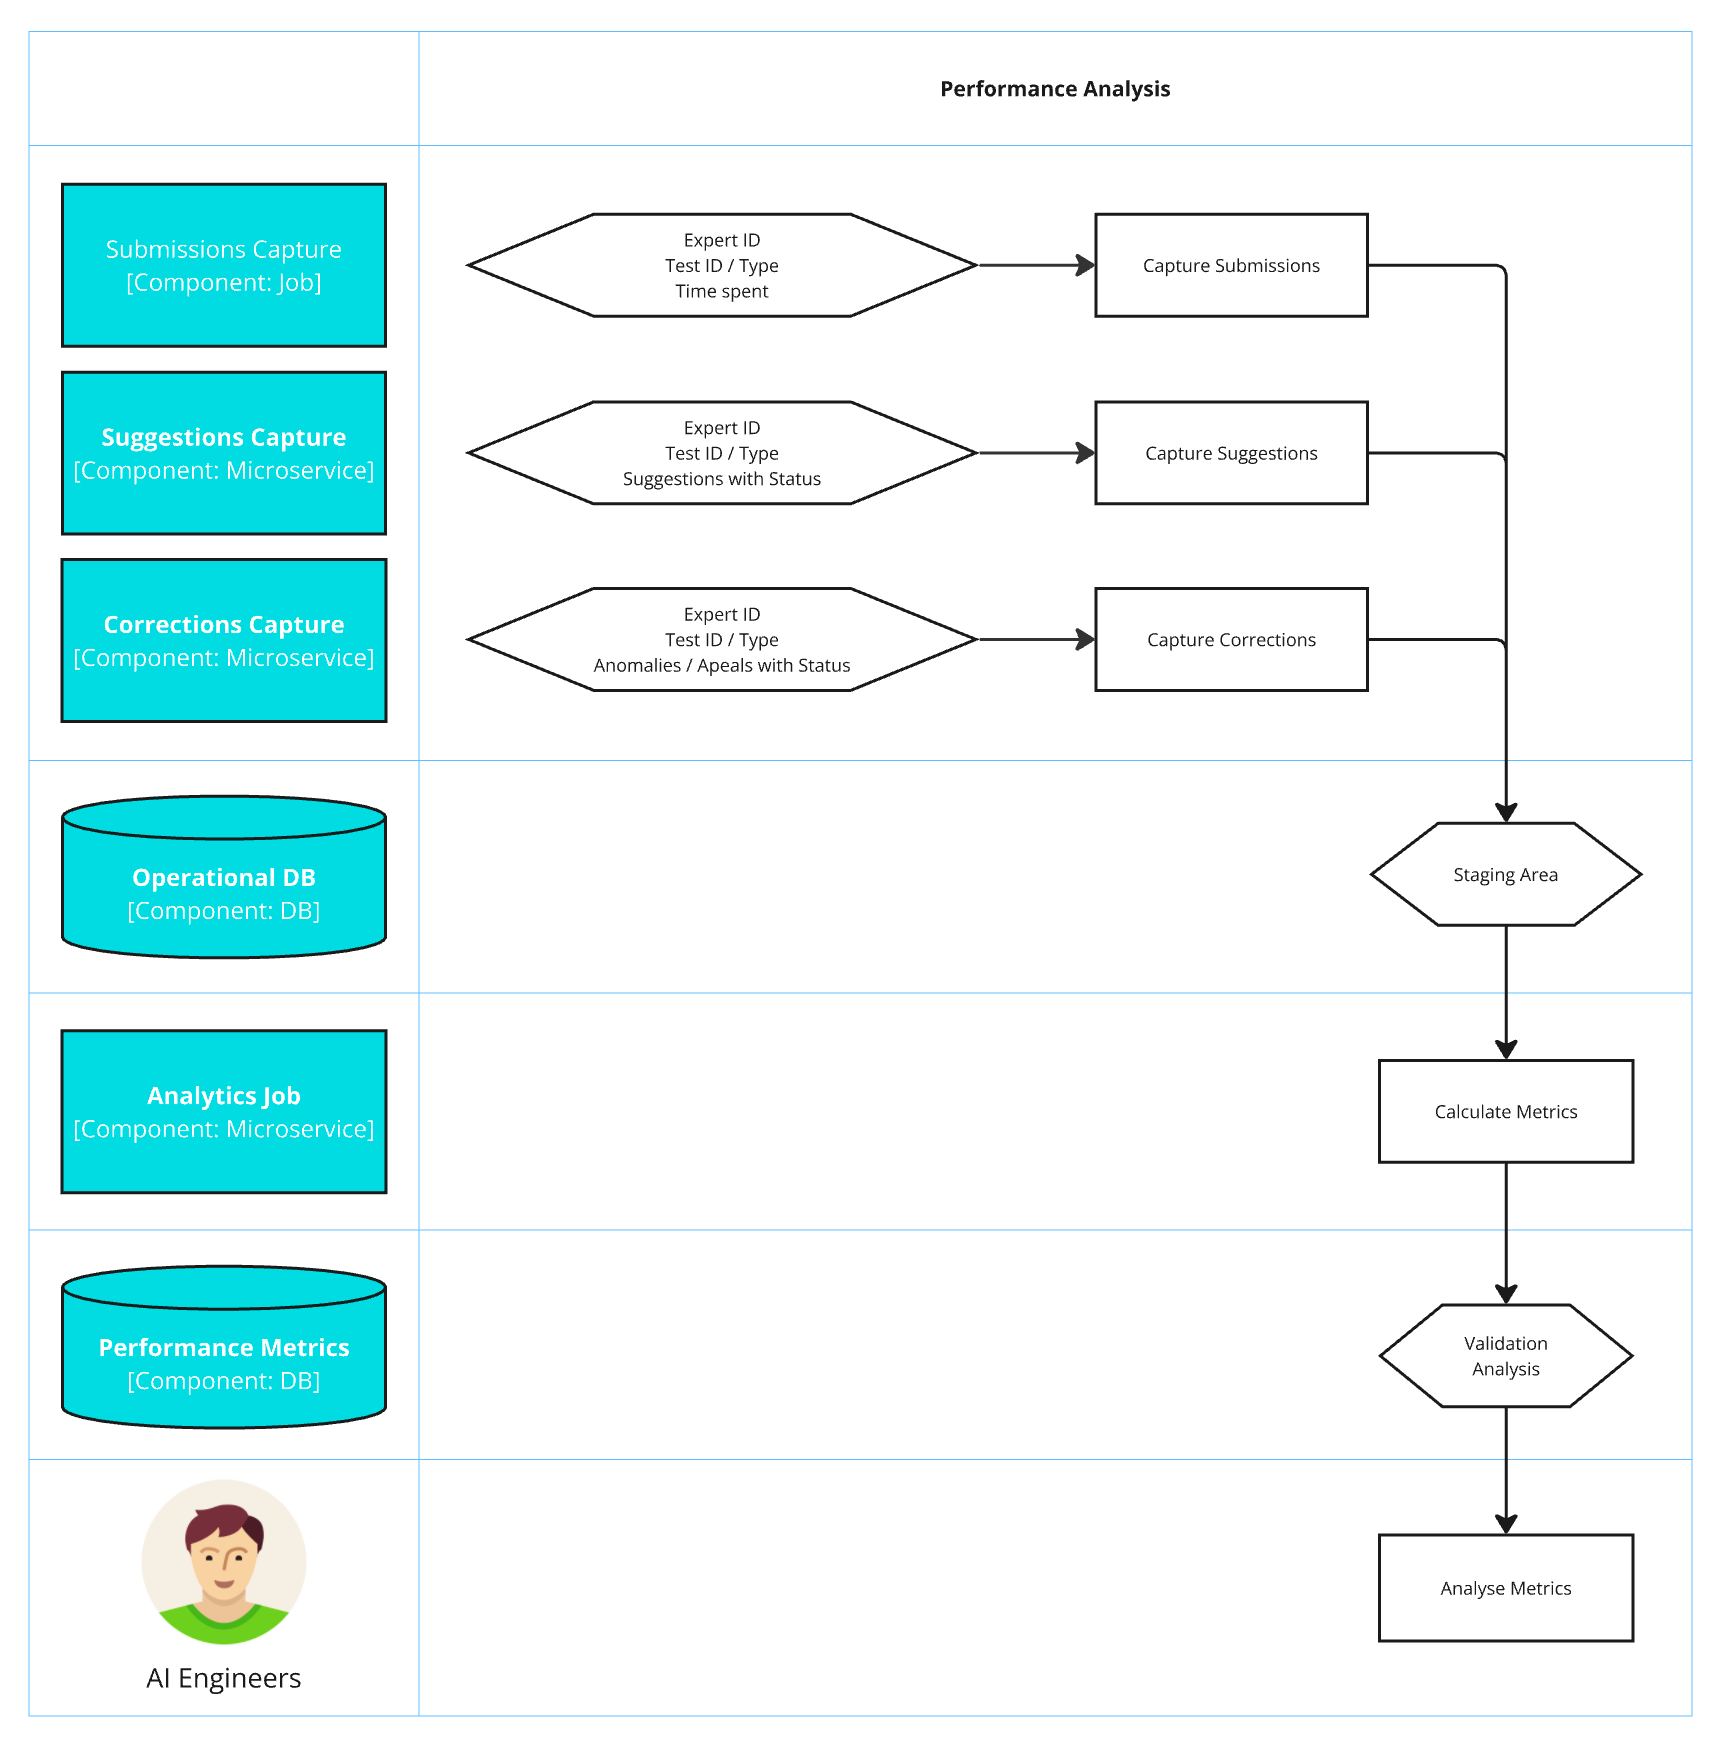 Performance Analysis
Submissions Capture
[Component: Job]
Expert ID
Test ID / Type
Time spent
Capture Submissions
Suggestions Capture
[Component: Microservice]
Expert ID
Test ID / Type
Suggestions with Status
Capture Suggestions
Corrections Capture
[Component: Microservice]
Expert ID
Test ID / Type
Anomalies / Apeals with Status
Capture Corrections
Operational DB
[Component: DB]
Staging Area
Analytics Job
[Component: Microservice]
Calculate Metrics
Performance Metrics
[Component: DB]
Validation
Analysis
AI Engineers
Analyse Metrics